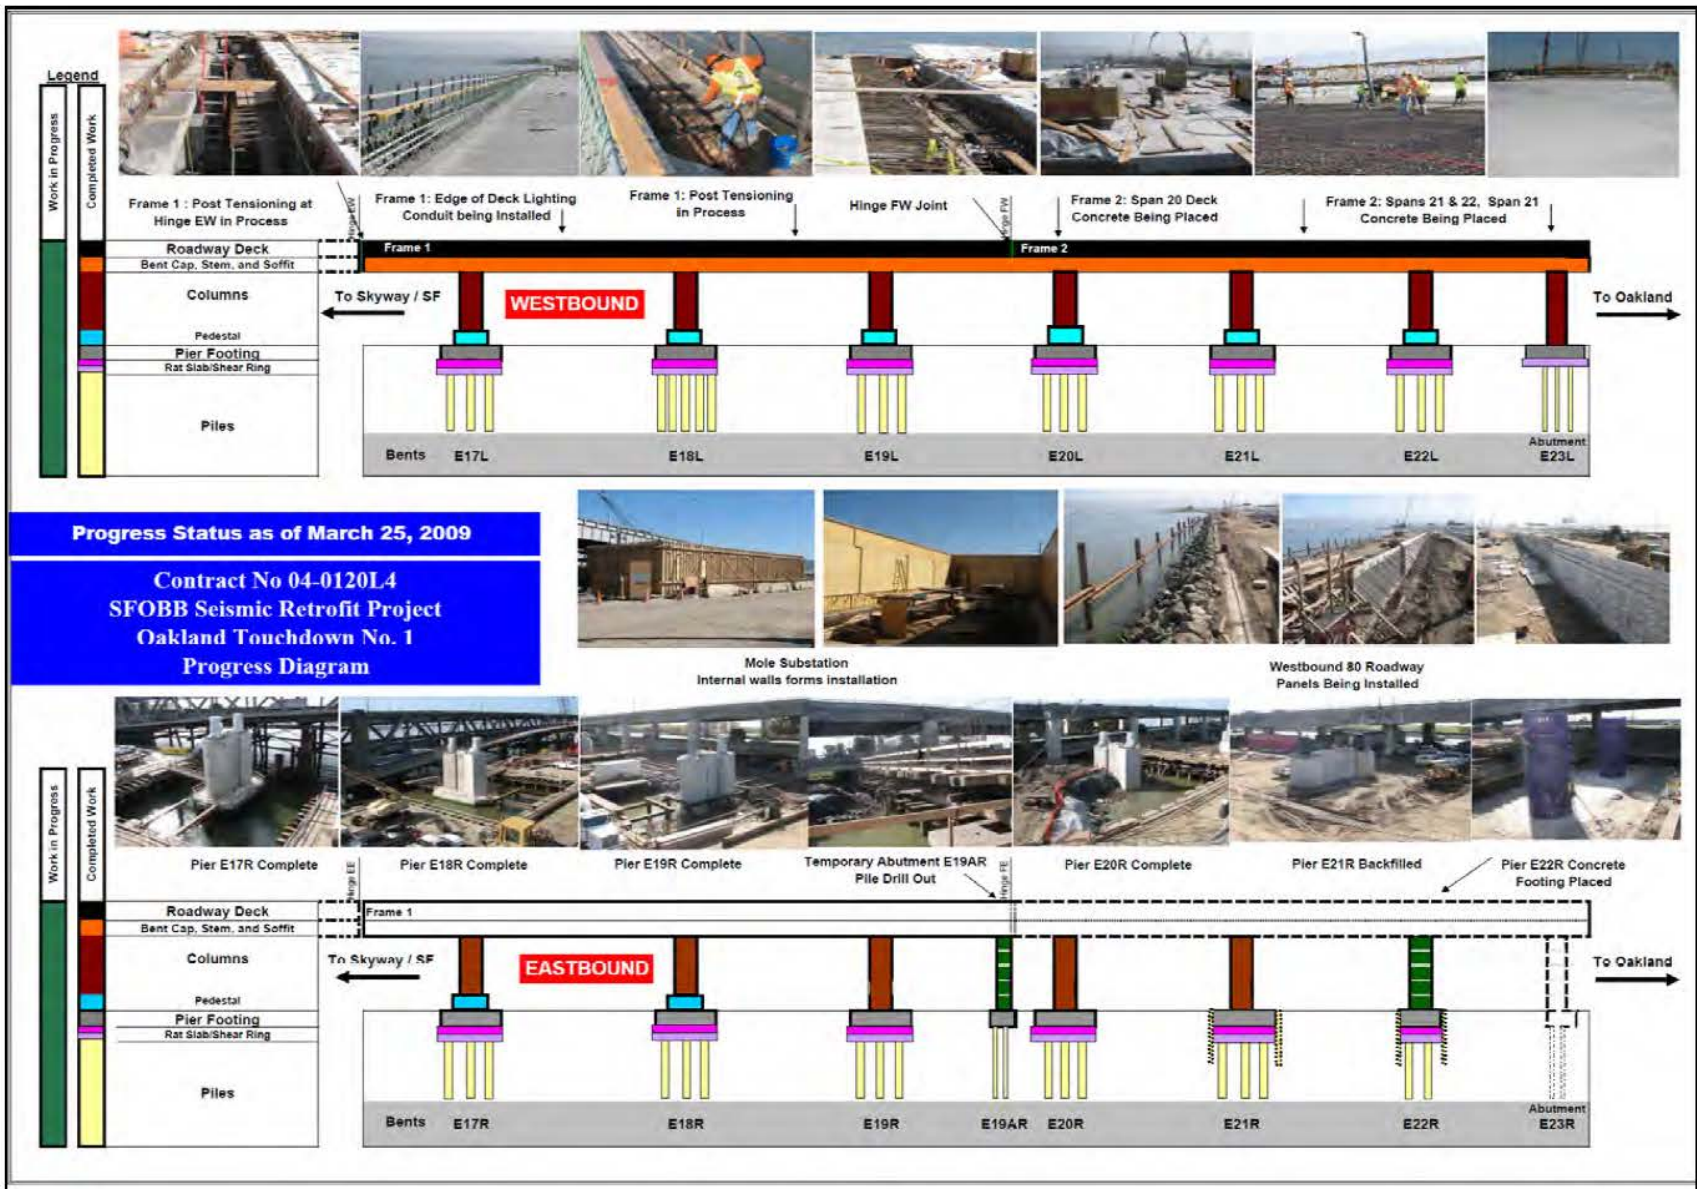 Legend
Work in Progress
Completed Work
Frame 1 : Post Tensioning at
Hinge EW in Process
Hinge EW
Frame 1: Edge of Deck Lighting
Conduit being Installed
Frame 1: Post Tensioning
in Process
Hinge FW Joint
Hinge FW
Frame 2: Span 20 Deck
Concrete Being Placed
Frame 2: Spans 21 & 22, Span 21
Concrete Being Placed
Roadway Deck
Bent Cap, Stem, and Soffit
Columns
Pedestal
Pier Footing
Rat Slab/Shear Ring
Piles
Frame 1
Frame 2
To Skyway / SF
WESTBOUND
To Oakland
Bents
E17L
E18L
E19L
E20L
E21L
E22L
Abutment
E23L
Progress Status as of March 25, 2009
Contract No 04-0120L4
SFOBB Seismic Retrofit Project
Oakland Touchdown No. 1
Progress Diagram
Mole Substation
Internal walls forms installation
Westbound 80 Roadway
Panels Being Installed
Work in Progress
Completed Work
Pier E17R Complete
Hinge EE
Pier E18R Complete
Pier E19R Complete
Temporary Abutment E19AR
Pile Drill Out
Hinge FE
Pier E20R Complete
Pier E21R Backfilled
Pier E22R Concrete
Footing Placed
Roadway Deck
Bent Cap, Stem, and Soffit
Columns
Pedestal
Pier Footing
Rat Slab/Shear Ring
Piles
Frame 1
To Skyway / SF
EASTBOUND
To Oakland
Bents
E17R
E18R
E19R
E19AR
E20R
E21R
E22R
Abutment
E23R